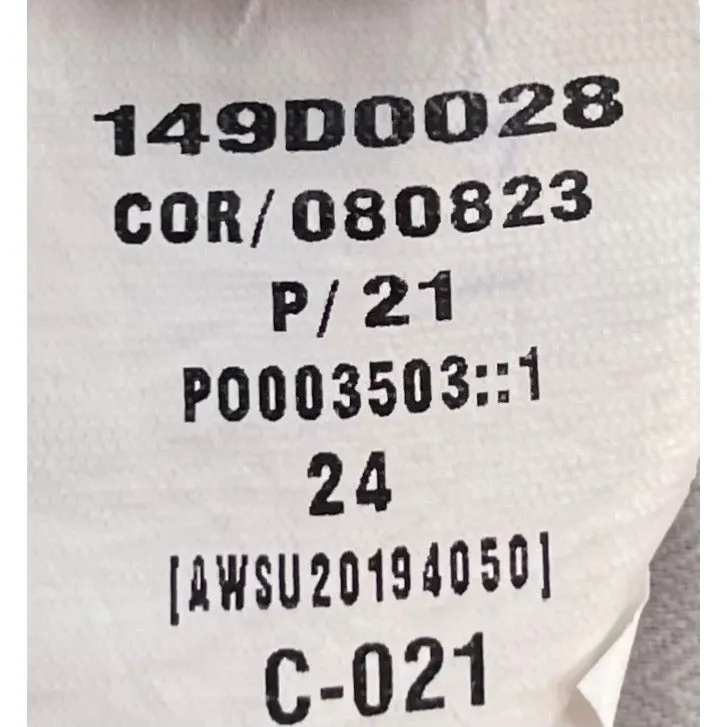 149D0028
COR/080823
P/21
P0003503::1
24
[AWSU20194050]
C-021